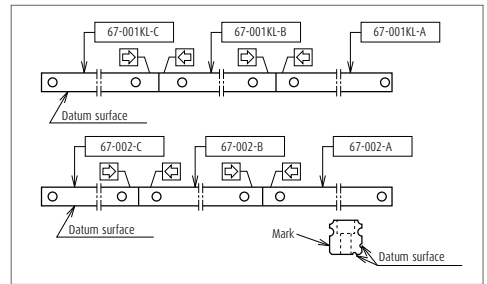 67-001KL-C 67-001KL-B 67-001KL-A
Datum surface
67-002-C 67-002-B 67-002-A
Datum surface
Mark
Datum surface